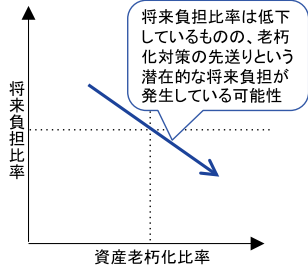 将来負担比率は低下
しているものの、老朽
化対策の先送りという
潜在的な将来負担が
発生している可能性
将来負担比率
資産老朽化比率